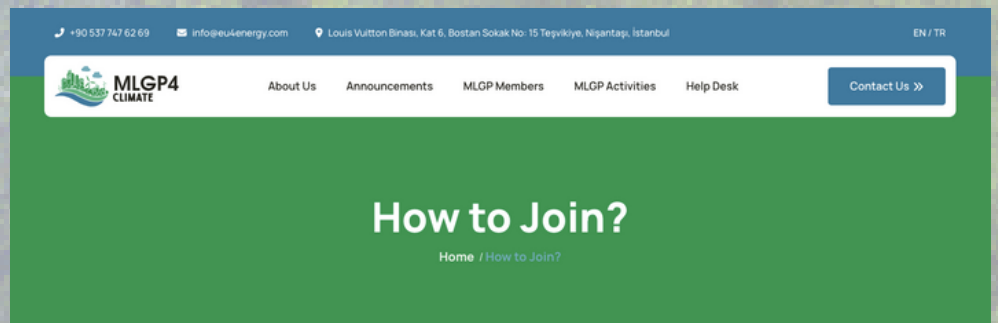 +90 537 747 62 69 info@eu4energy.com Louis Vuitton Binası, Kat 6, Bostan Sokak No: 15 Teşvikiye, Nişantaşı, İstanbul EN / TR
MLGP4
CLIMATE
About Us Announcements MLGP Members MLGP Activities Help Desk Contact Us »
How to Join?
Home / How to Join?